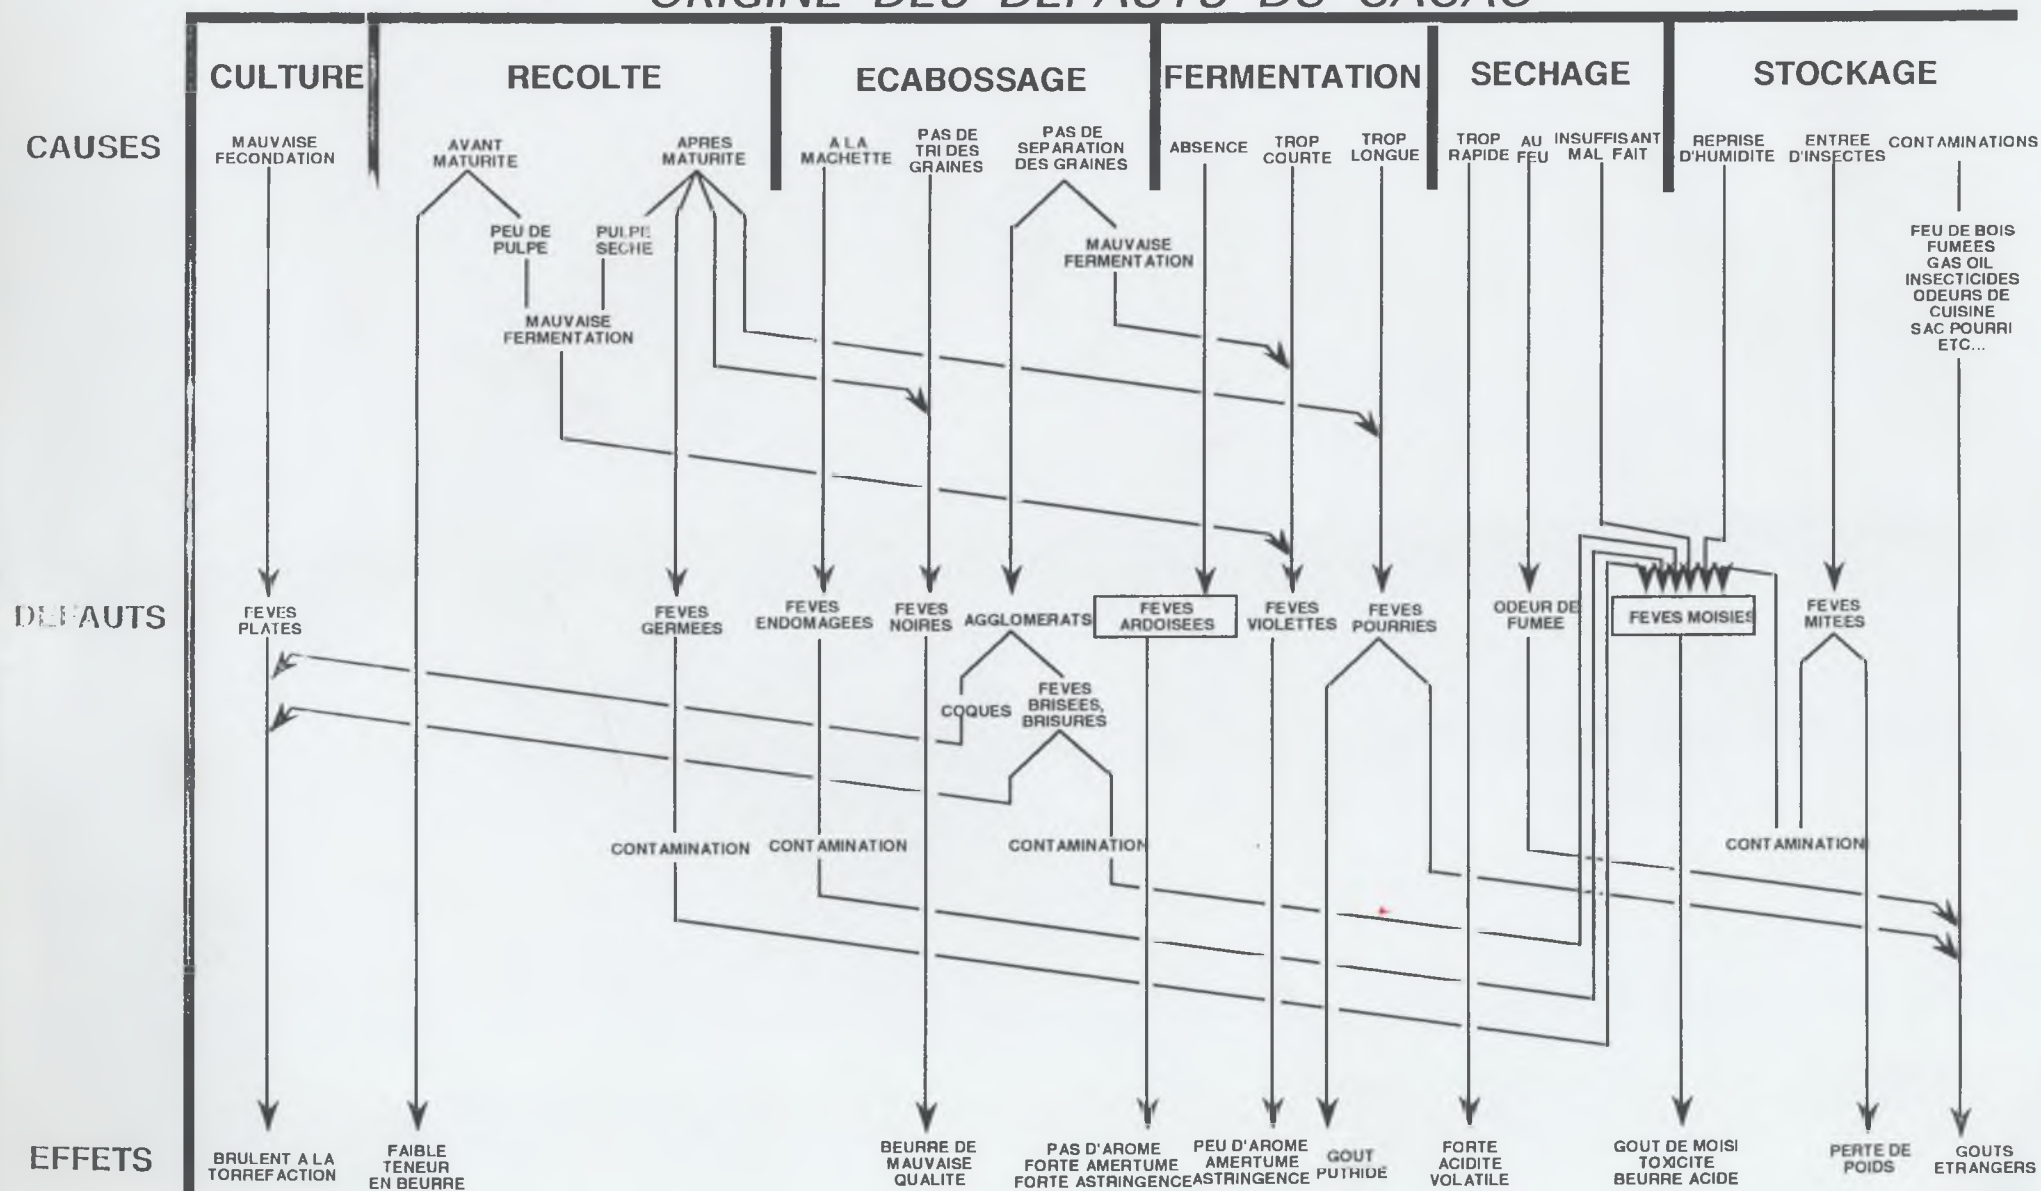 ORIGINE DES DEFAUTS DU CACAO
CULTURE
RECOLTE
ECABOSSAGE
FERMENTATION
SECHAGE
STOCKAGE
CAUSES
MAUVAISE
FECONDATION
AVANT
MATURITE
APRES
MATURITE
A LA
MACHETTE
PAS DE
TRI DES
GRAINES
PAS DE
SEPARATION
DES GRAINES
ABSENCE
TROP
COURTE
TROP
LONGUE
TROP
RAPIDE
AU
FEU
INSUFFISANT
MAL FAIT
REPRISE
D'HUMIDITE
ENTREE
D'INSECTES
CONTAMINATIONS
PEU DE
PULPE
PULPE
SECHE
MAUVAISE
FERMENTATION
MAUVAISE
FERMENTATION
FEU DE BOIS
FUMEES
GAS OIL
INSECTICIDES
ODEURS DE
CUISINE
SAC POURRI
ETC...
DEFAUTS
FEVES
PLATES
FEVES
GERMEES
FEVES
ENDOMAGEES
FEVES
NOIRES
AGGLOMERATS
FEVES
ARDOISEES
FEVES
VIOLETTES
FEVES
POURRIES
ODEUR DE
FUMEE
FEVES MOISIES
FEVES
MITEES
COQUES
FEVES
BRISEES,
BRISURES
CONTAMINATION
CONTAMINATION
CONTAMINATION
CONTAMINATION
EFFETS
BRULENT A LA
TORREFACTION
FAIBLE
TENEUR
EN BEURRE
BEURRE DE
MAUVAISE
QUALITE
PAS D'AROME
FORTE AMERTUME
FORTE ASTRINGENCE
PEU D'AROME
AMERTUME
ASTRINGENCE
GOUT
PUTHIDE
FORTE
ACIDITE
VOLATILE
GOUT DE MOISI
TOXICITE
BEURRE ACIDE
PERTE DE
POIDS
GOUTS
ETRANGERS